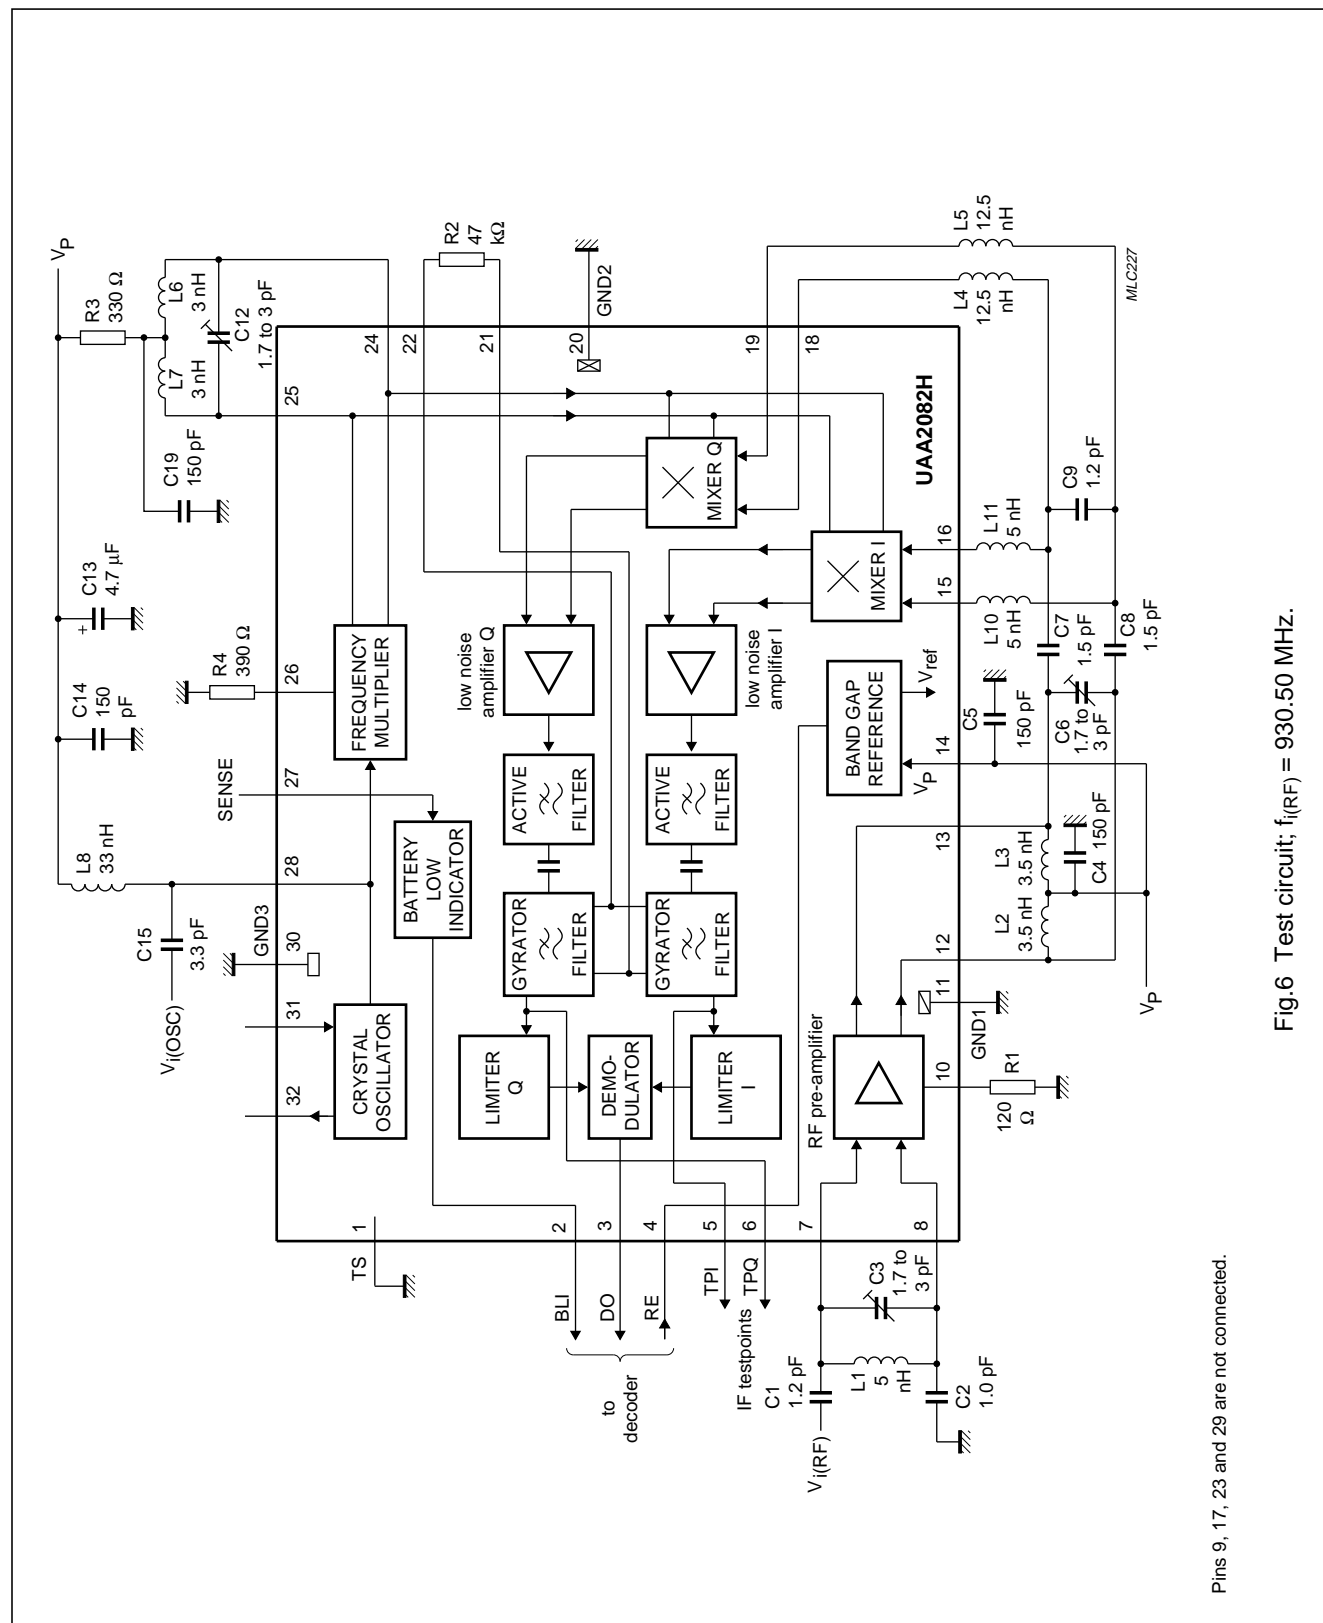 VP
R3
330 Ω
L6
3 nH
L7
3 nH
C12
1.7 to 3 pF
C19
150 pF
C13
4.7 μF
+
R4
390 Ω
C14
150
pF
SENSE
L8
33 nH
C15
3.3 pF
GND3
Vi(OSC)
R2
47
kΩ
GND2
32
31
30
28
27
26
25
24
22
21
20
19
18
CRYSTAL
OSCILLATOR
BATTERY
LOW
INDICATOR
FREQUENCY
MULTIPLIER
LIMITER
Q
GYRATOR
FILTER
ACTIVE
FILTER
low noise
amplifier Q
MIXER Q
DEMO-
DULATOR
LIMITER
I
GYRATOR
FILTER
ACTIVE
FILTER
low noise
amplifier I
MIXER I
BAND GAP
REFERENCE
Vref
VP
RF pre-amplifier
UAA2082H
1
TS
2
BLI
3
DO
4
RE
5
TPI
6
TPQ
7
8
to
decoder
IF testpoints
C1
1.2 pF
L1
5
nH
C3
1.7 to
3 pF
C2
1.0 pF
Vi(RF)
10
11
12
13
14
15
16
R1
120
Ω
GND1
L2
3.5 nH
L3
3.5 nH
C4
150 pF
C5
150 pF
C6
1.7 to
3 pF
C7
1.5 pF
C8
1.5 pF
L10
5 nH
L11
5 nH
C9
1.2 pF
L4
12.5
nH
L5
12.5
nH
VP
MLC227
Pins 9, 17, 23 and 29 are not connected.
Fig.6 Test circuit; fi(RF) = 930.50 MHz.